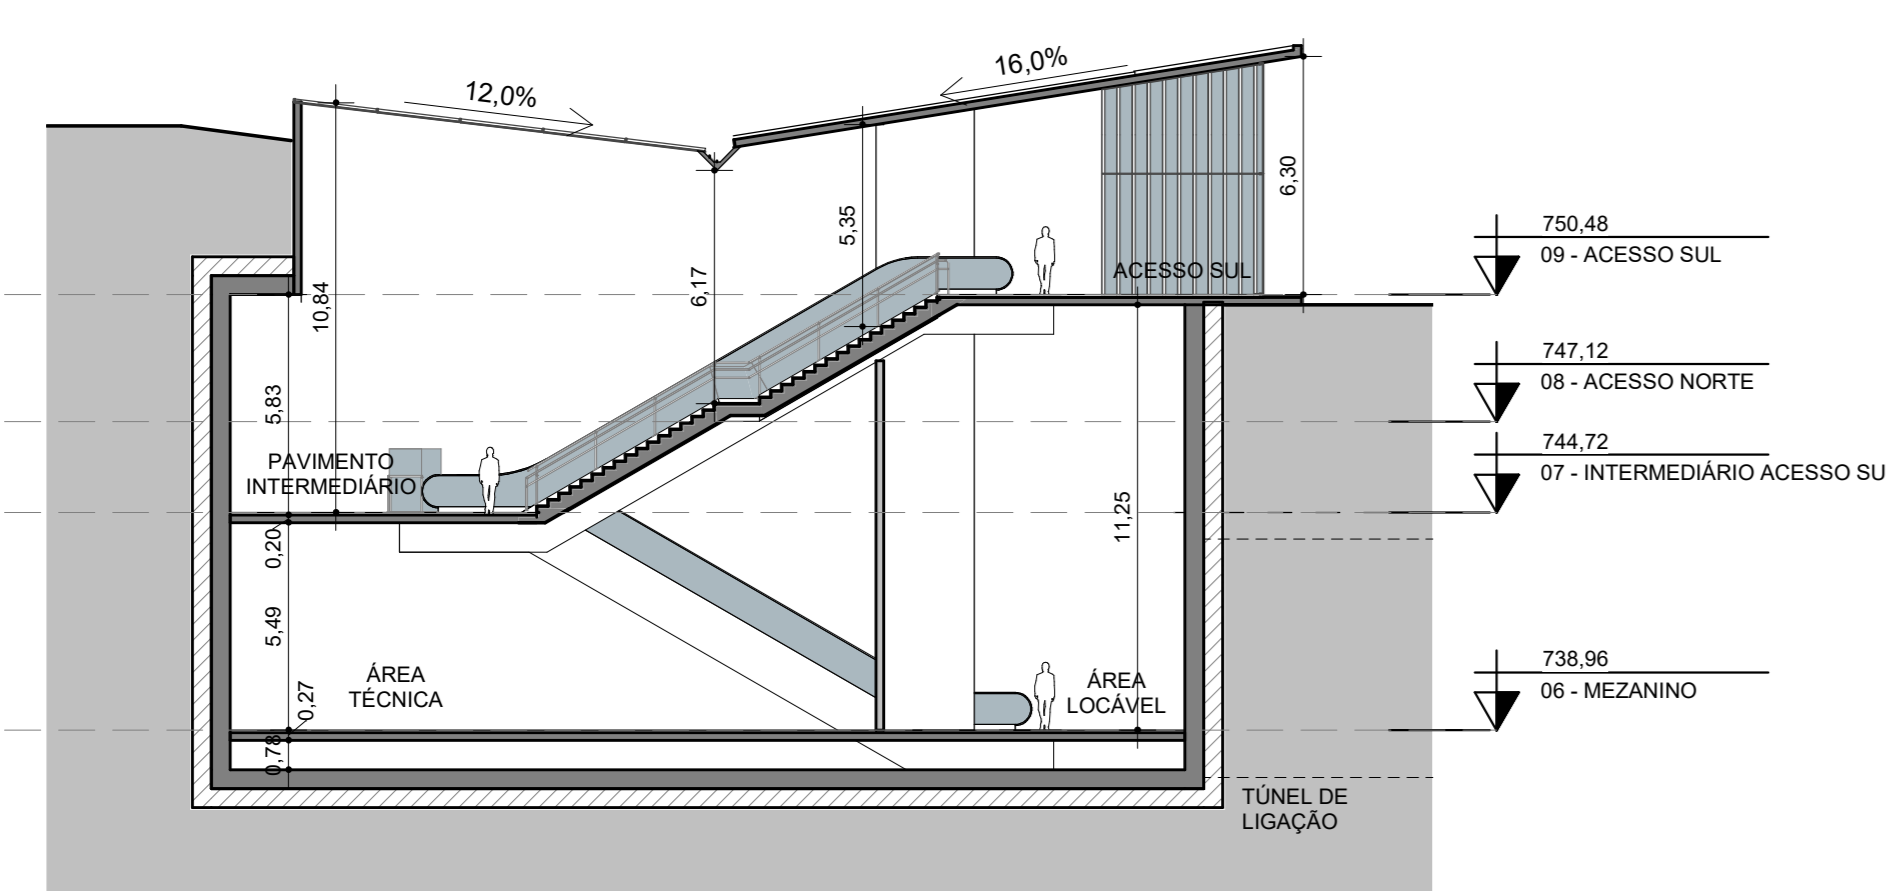 12,0%
16,0%
10,84
6,17
5,35
6,30
5,83
ACESSO SUL
PAVIMENTO
INTERMEDIÁRIO
0,20
11,25
5,49
ÁREA
TÉCNICA
0,27
ÁREA
LOCÁVEL
0,78
TÚNEL DE
LIGAÇÃO
750,48
09 - ACESSO SUL
747,12
08 - ACESSO NORTE
744,72
07 - INTERMEDIÁRIO ACESSO SU
738,96
06 - MEZANINO